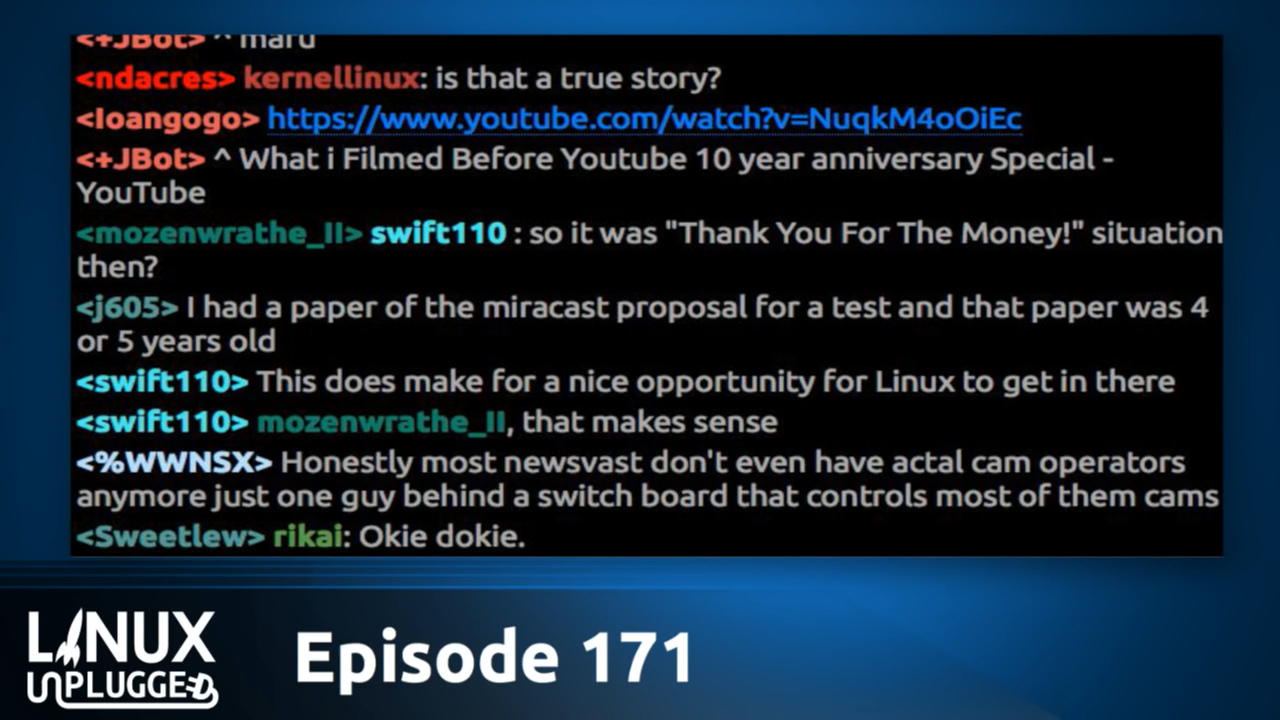 <+JBot> ^ maru
<ndacres> kernellinux: is that a true story?
<Ioangogo> https://www.youtube.com/watch?v=NuqkM4oOiEc
<+JBot> ^ What i Filmed Before Youtube 10 year anniversary Special -
YouTube
<mozenwrathe_II> swift110 : so it was "Thank You For The Money!" situation
then?
<j605> I had a paper of the miracast proposal for a test and that paper was 4
or 5 years old
<swift110> This does make for a nice opportunity for Linux to get in there
<swift110> mozenwrathe_II, that makes sense
<%WWNSX> Honestly most newsvast don't even have actal cam operators
anymore just one guy behind a switch board that controls most of them cams
<Sweetlew> rikai: Okie dokie.
LINUX
UNPLUGGED
Episode 171